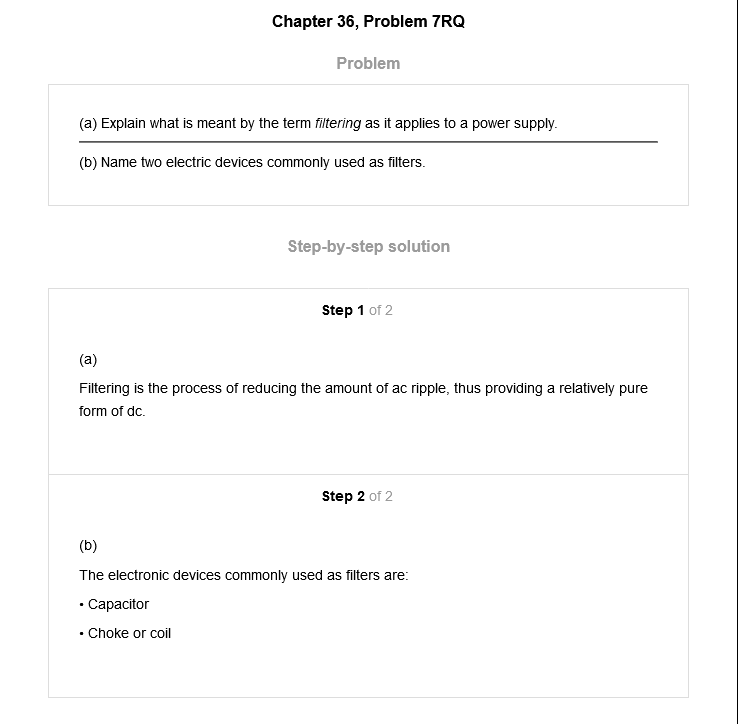 Chapter 36, Problem 7RQ
Problem
(a) Explain what is meant by the term filtering as it applies to a power supply.
(b) Name two electric devices commonly used as filters.
Step-by-step solution
Step 1 of 2
(a)
Filtering is the process of reducing the amount of ac ripple, thus providing a relatively pure
form of dc.
Step 2 of 2
(b)
The electronic devices commonly used as filters are:
• Capacitor
• Choke or coil